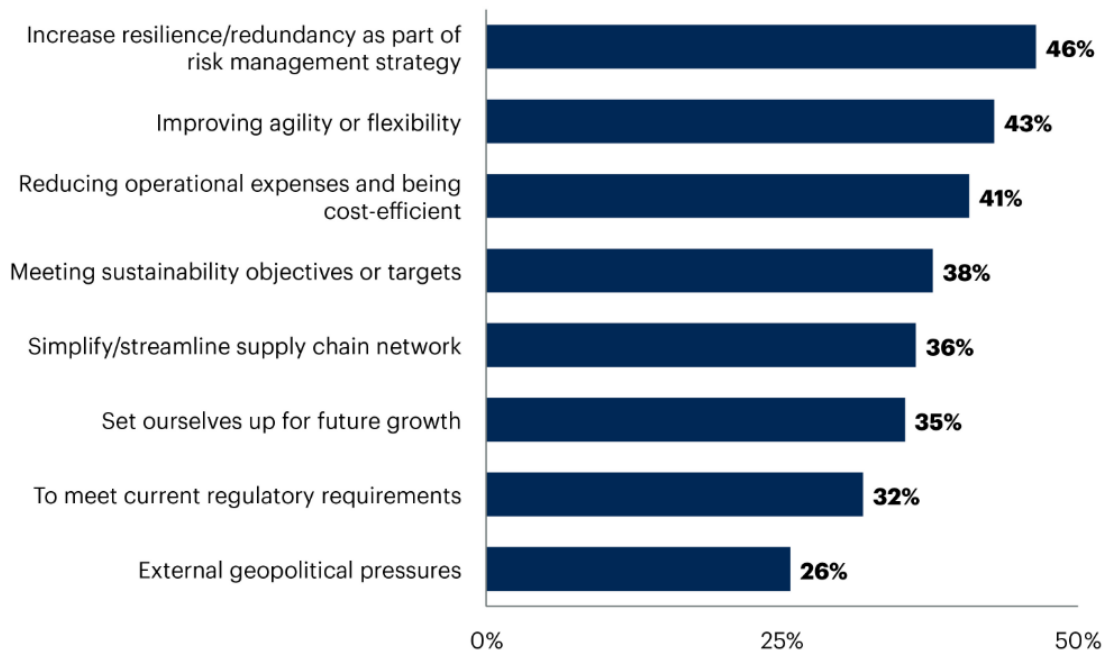 Increase resilience/redundancy as part of
risk management strategy
46%
Improving agility or flexibility
43%
Reducing operational expenses and being
cost-efficient
41%
Meeting sustainability objectives or targets
38%
Simplify/streamline supply chain network
36%
Set ourselves up for future growth
35%
To meet current regulatory requirements
32%
External geopolitical pressures
26%
0%
25%
50%